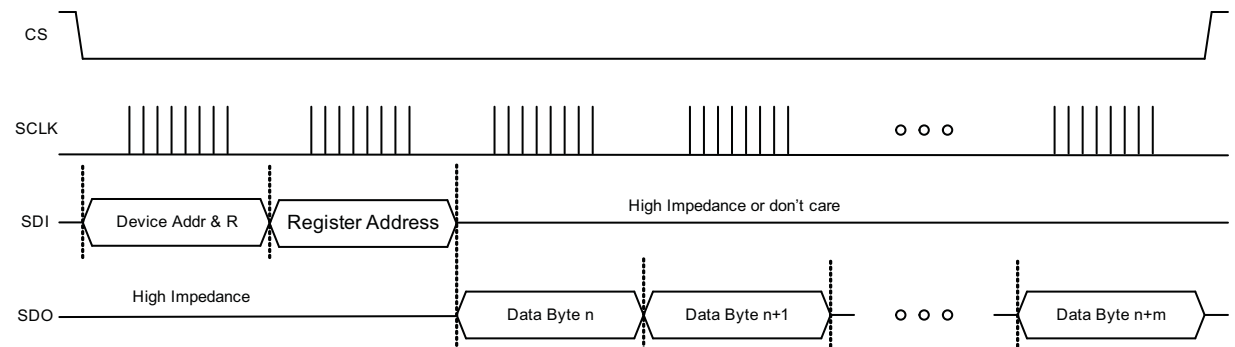 CS
SCLK
SDI
Device Addr & R
Register Address
High Impedance or don't care
SDO
High Impedance
Data Byte n
Data Byte n+1
Data Byte n+m